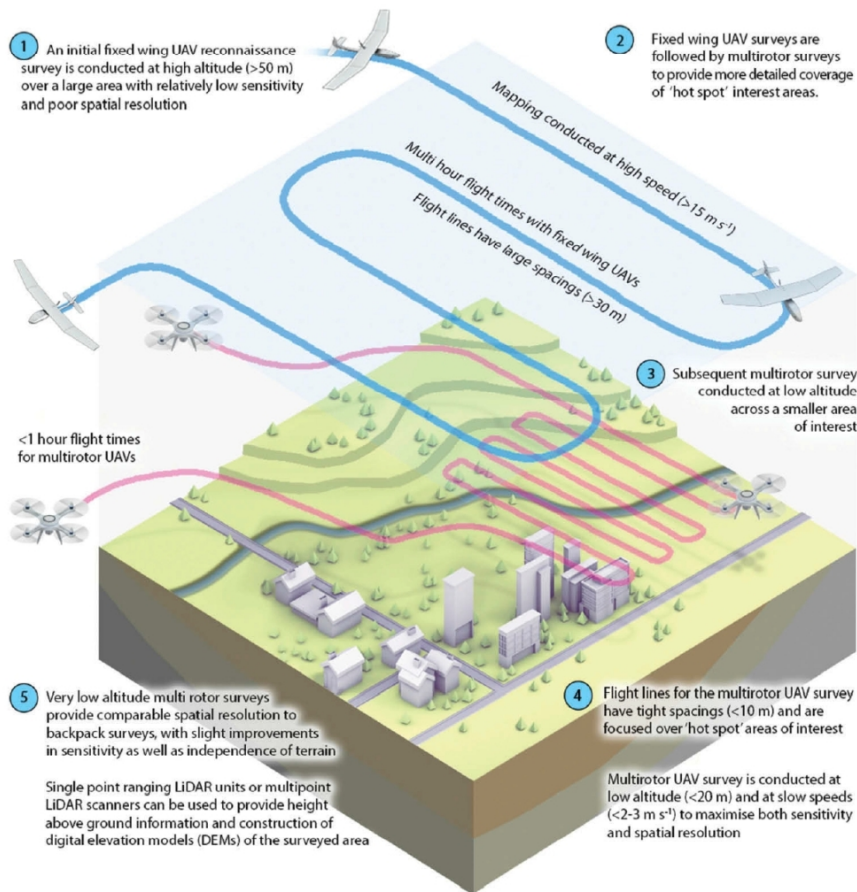 1 An initial fixed wing UAV reconnaissance
survey is conducted at high altitude (>50 m)
over a large area with relatively low sensitivity
and poor spatial resolution
2 Fixed wing UAV surveys are
followed by multirotor surveys
to provide more detailed coverage
of 'hot spot' interest areas.
Mapping conducted at high speed (>15 m s⁻¹)
Multi hour flight times with fixed wing UAVs
Flight lines have large spacings (>30 m)
3 Subsequent multirotor survey
conducted at low altitude
across a smaller area
of interest
<1 hour flight times
for multirotor UAVs
5 Very low altitude multi rotor surveys
provide comparable spatial resolution to
backpack surveys, with slight improvements
in sensitivity as well as independence of terrain
Single point ranging LiDAR units or multipoint
LiDAR scanners can be used to provide height
above ground information and construction of
digital elevation models (DEMs) of the surveyed area
4 Flight lines for the multirotor UAV survey
have tight spacings (<10 m) and are
focused over 'hot spot' areas of interest
Multirotor UAV survey is conducted at
low altitude (<20 m) and at slow speeds
(<2-3 m s⁻¹) to maximise both sensitivity
and spatial resolution